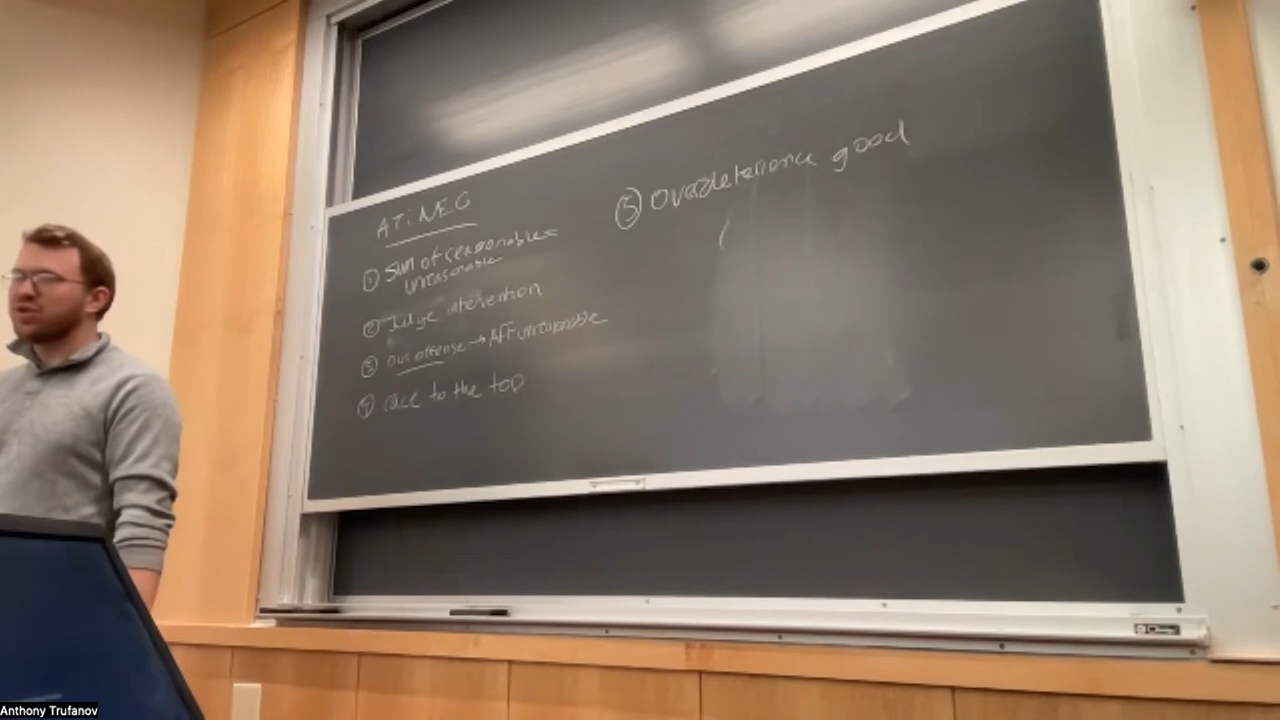 AT: NEG
① Sum of reasonable =
unreasonable
② Judge intervention
③ Our offense → Aff unreasonable
④ race to the top
⑤ Overdeterrence good
Anthony Trufanov